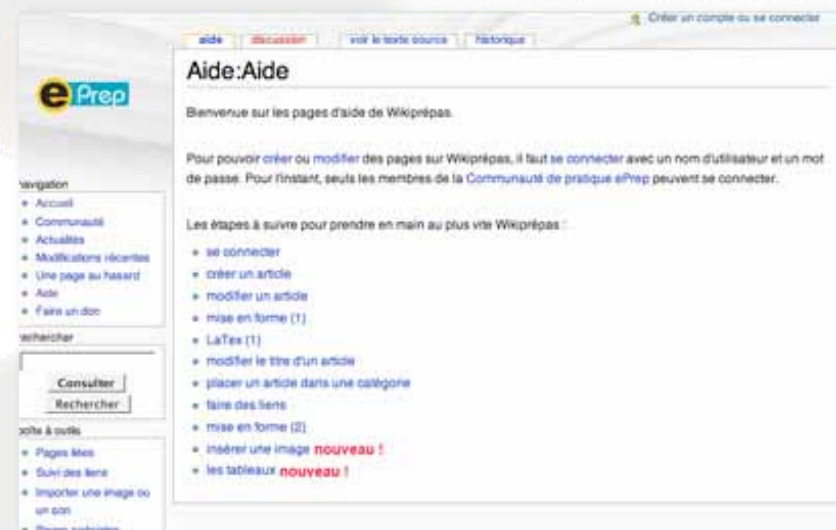 Créer un compte ou se connecter
aide
discussion
voir le texte source
historique
Aide:Aide
ePrep
Bienvenue sur les pages d'aide de Wikiprépas.
Pour pouvoir créer ou modifier des pages sur Wikiprépas, il faut se connecter avec un nom d'utilisateur et un mot
de passe. Pour l'instant, seuls les membres de la Communauté de pratique ePrep peuvent se connecter.
Les étapes à suivre pour prendre en main au plus vite Wikiprépas :
se connecter
créer un article
modifier un article
mise en forme (1)
LaTex (1)
modifier le titre d'un article
placer un article dans une catégorie
faire des liens
mise en forme (2)
insérer une image nouveau !
les tableaux nouveau !
navigation
Accueil
Communauté
Actualités
Modifications récentes
Une page au hasard
Aide
Faire un don
rechercher
Consulter
Rechercher
boîte à outils
Pages liées
Suivi des liens
Importer une image ou
un son
Pages spéciales